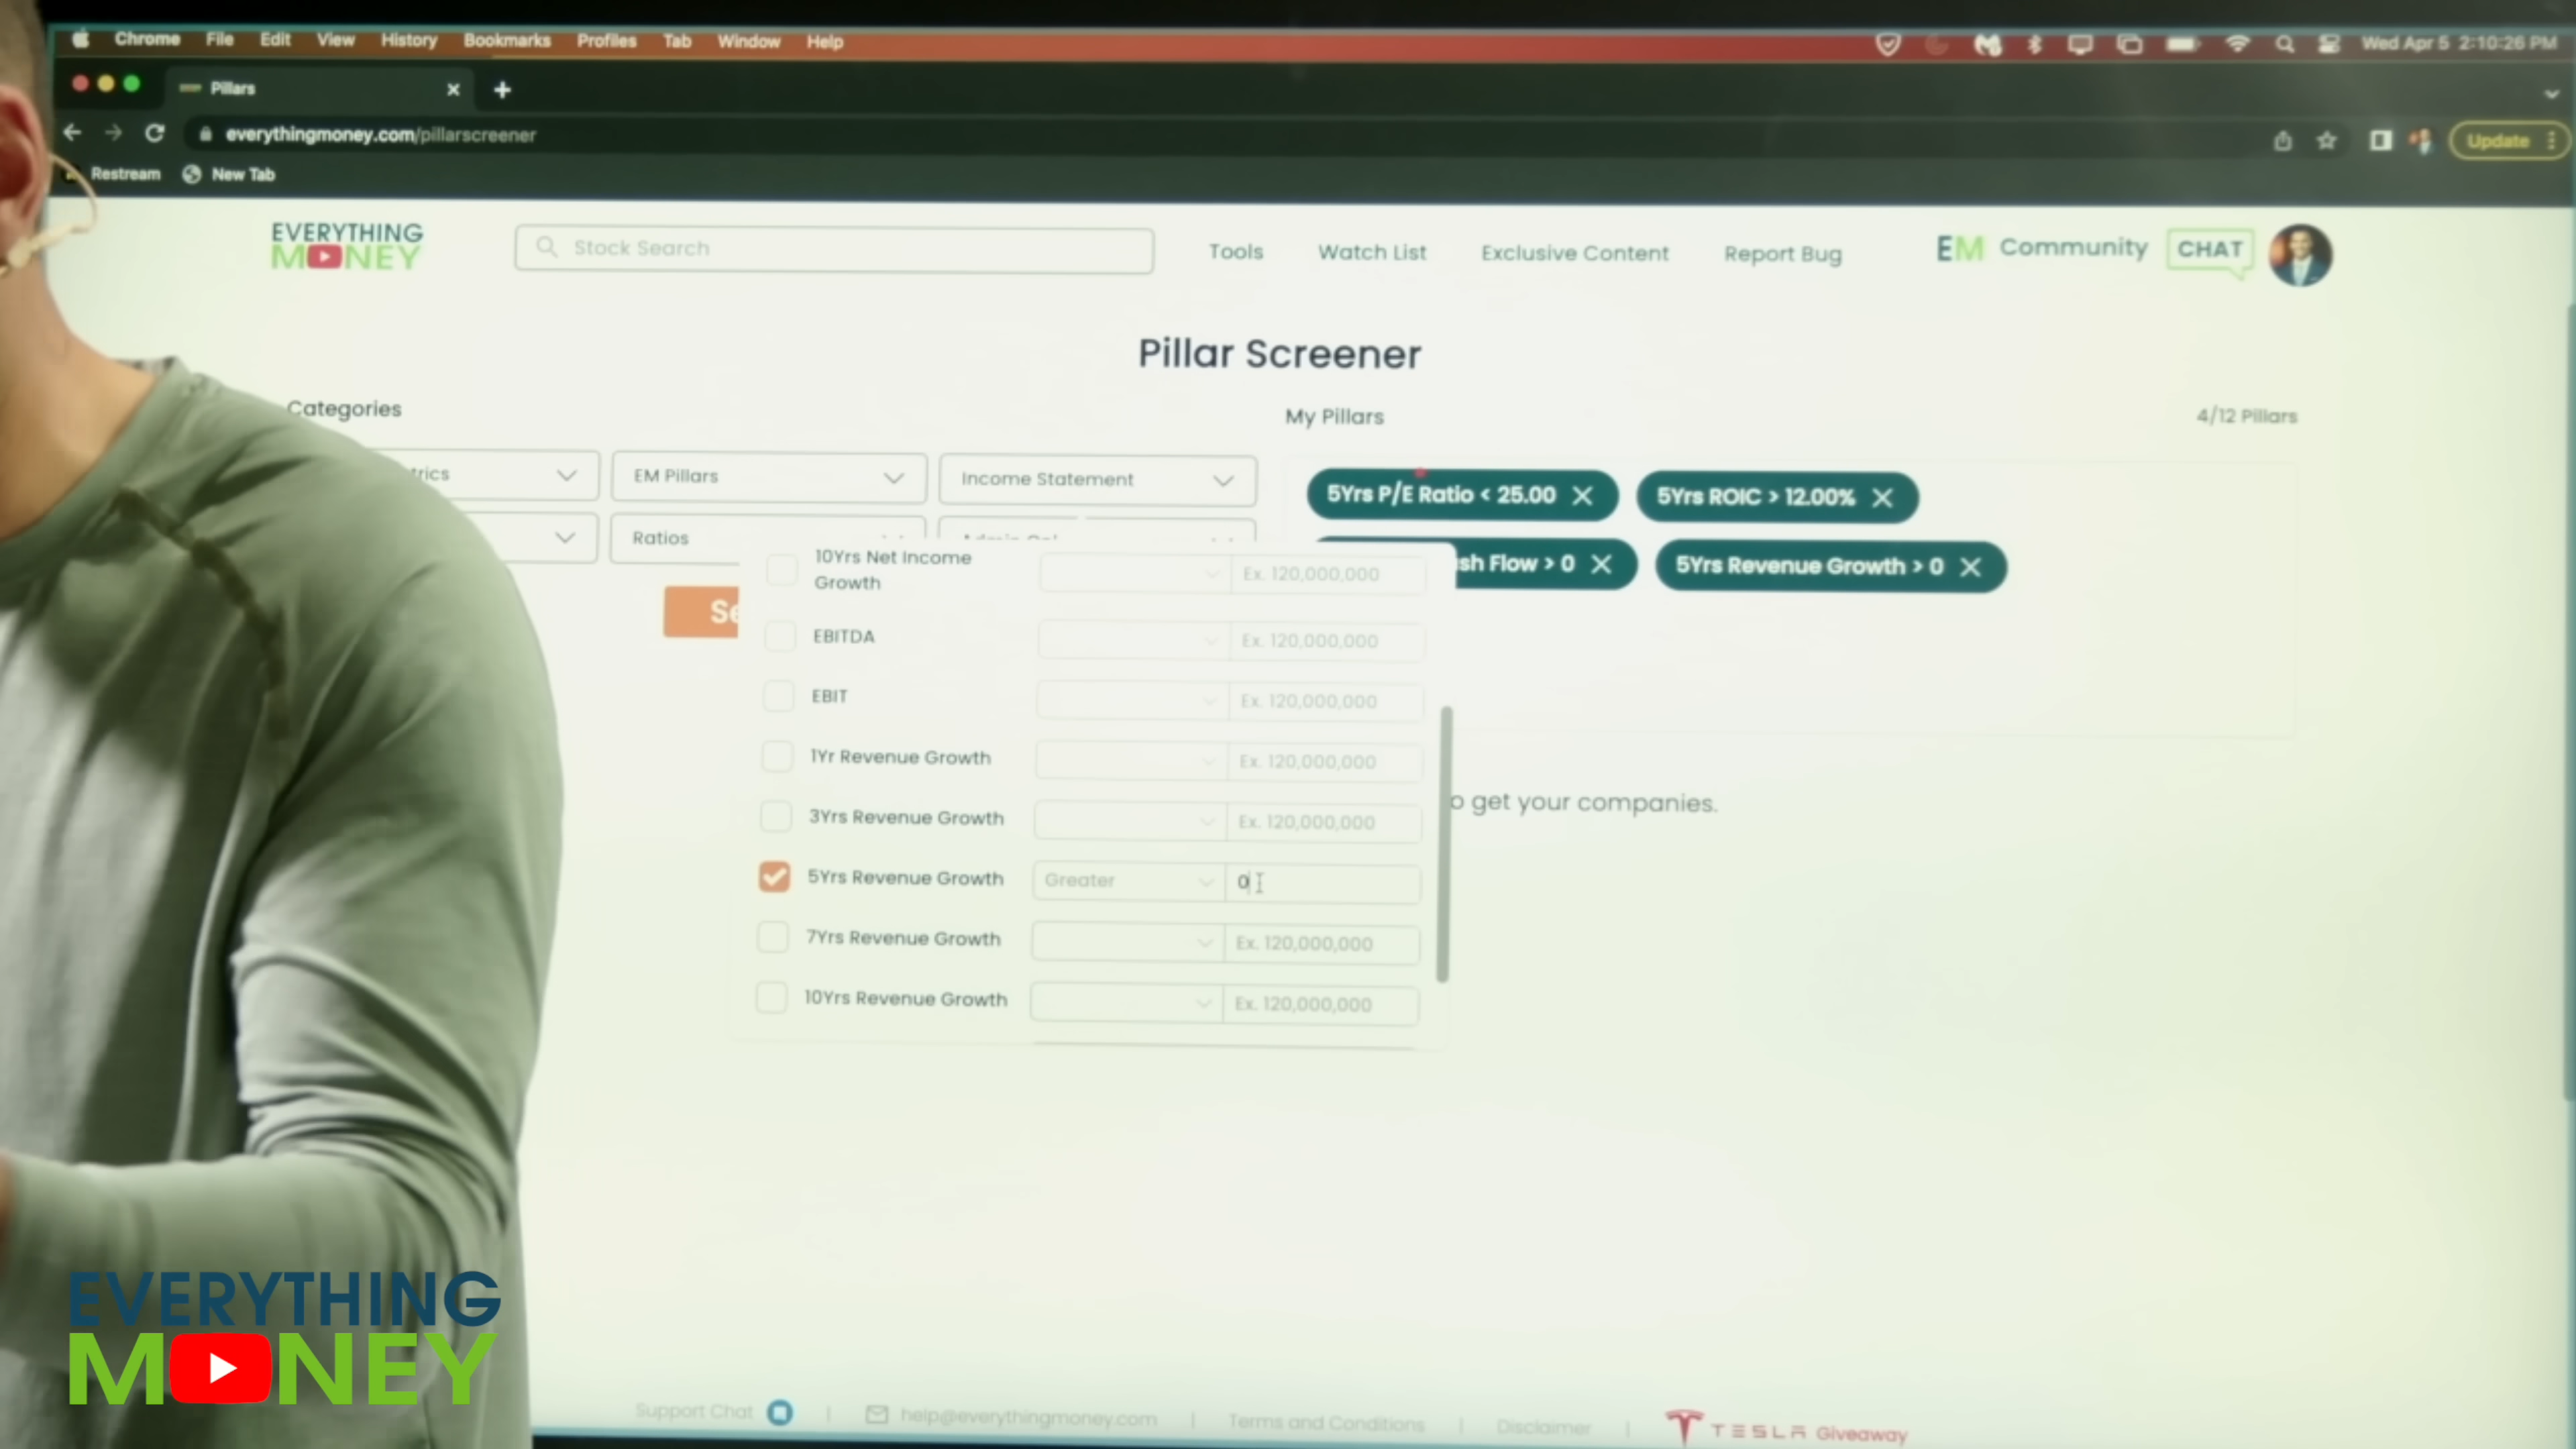 Chrome File Edit View History Bookmarks Profiles Tab Window Help Wed Apr 5 2:10:26 PM
Pillars
everythingmoney.com/pillarscreener
Update
Restream New Tab
EVERYTHING
MONEY
Stock Search
Tools Watch List Exclusive Content Report Bug
EM Community CHAT
Pillar Screener
Categories
My Pillars
4/12 Pillars
trics
EM Pillars
Income Statement
5Yrs P/E Ratio < 25.00
5Yrs ROIC > 12.00%
Ratios
sh Flow > 0
5Yrs Revenue Growth > 0
Se
10Yrs Net Income
Growth
Ex. 120,000,000
EBITDA
Ex. 120,000,000
EBIT
Ex. 120,000,000
1Yr Revenue Growth
Ex. 120,000,000
3Yrs Revenue Growth
Ex. 120,000,000
5Yrs Revenue Growth
Greater
0
7Yrs Revenue Growth
Ex. 120,000,000
10Yrs Revenue Growth
Ex. 120,000,000
o get your companies.
Support Chat | help@everythingmoney.com | Terms and Conditions | Disclaimer |
TESLA Giveaway
EVERYTHING
MONEY